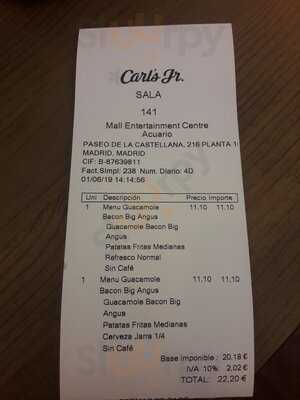 Carl's Jr.
SALA
141
Mall Entertainment Centre
Acuario
PASEO DE LA CASTELLANA, 216 PLANTA 1
MADRID, MADRID
CIF: B-87639811
Fact.Simpl: 238 Num. Diario: 4D
01/06/19 14:14:56
Uni Descripción Precio Importe
1 Menu Guacamole 11,10 11,10
Bacon Big Angus
Guacamole Bacon Big
Angus
Patatas Fritas Medianas
Refresco Normal
Sin Café
1 Menu Guacamole 11,10 11,10
Bacon Big Angus
Guacamole Bacon Big
Angus
Patatas Fritas Medianas
Cerveza Jarra 1/4
Sin Café
Base Imponible: 20,18 €
IVA 10%: 2,02 €
TOTAL: 22,20 €